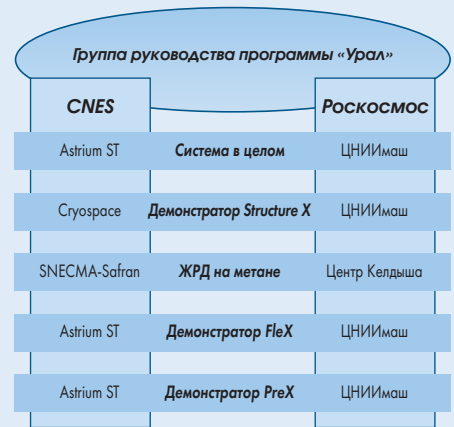 Группа руководства программы «Урал»
CNES Роскосмос
Astrium ST Система в целом ЦНИИмаш
Cryospace Демонстратор Structure X ЦНИИмаш
SNECMA-Safran ЖРД на метане Центр Келдыша
Astrium ST Демонстратор FleX ЦНИИмаш
Astrium ST Демонстратор PreX ЦНИИмаш